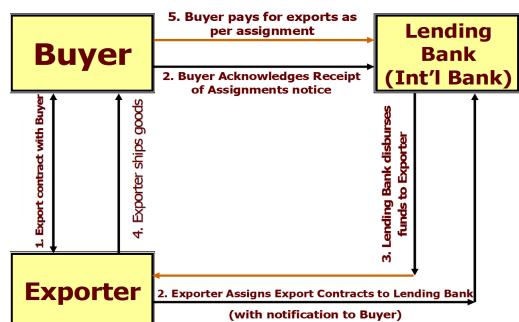 5. Buyer pays for exports as
per assignment
Buyer
Lending
Bank
(Int'l Bank)
2. Buyer Acknowledges Receipt
of Assignments notice
1. Export contract with Buyer
4. Exporter ships goods
3. Lending Bank disburses
funds to Exporter
Exporter
2. Exporter Assigns Export Contracts to Lending Bank
(with notification to Buyer)